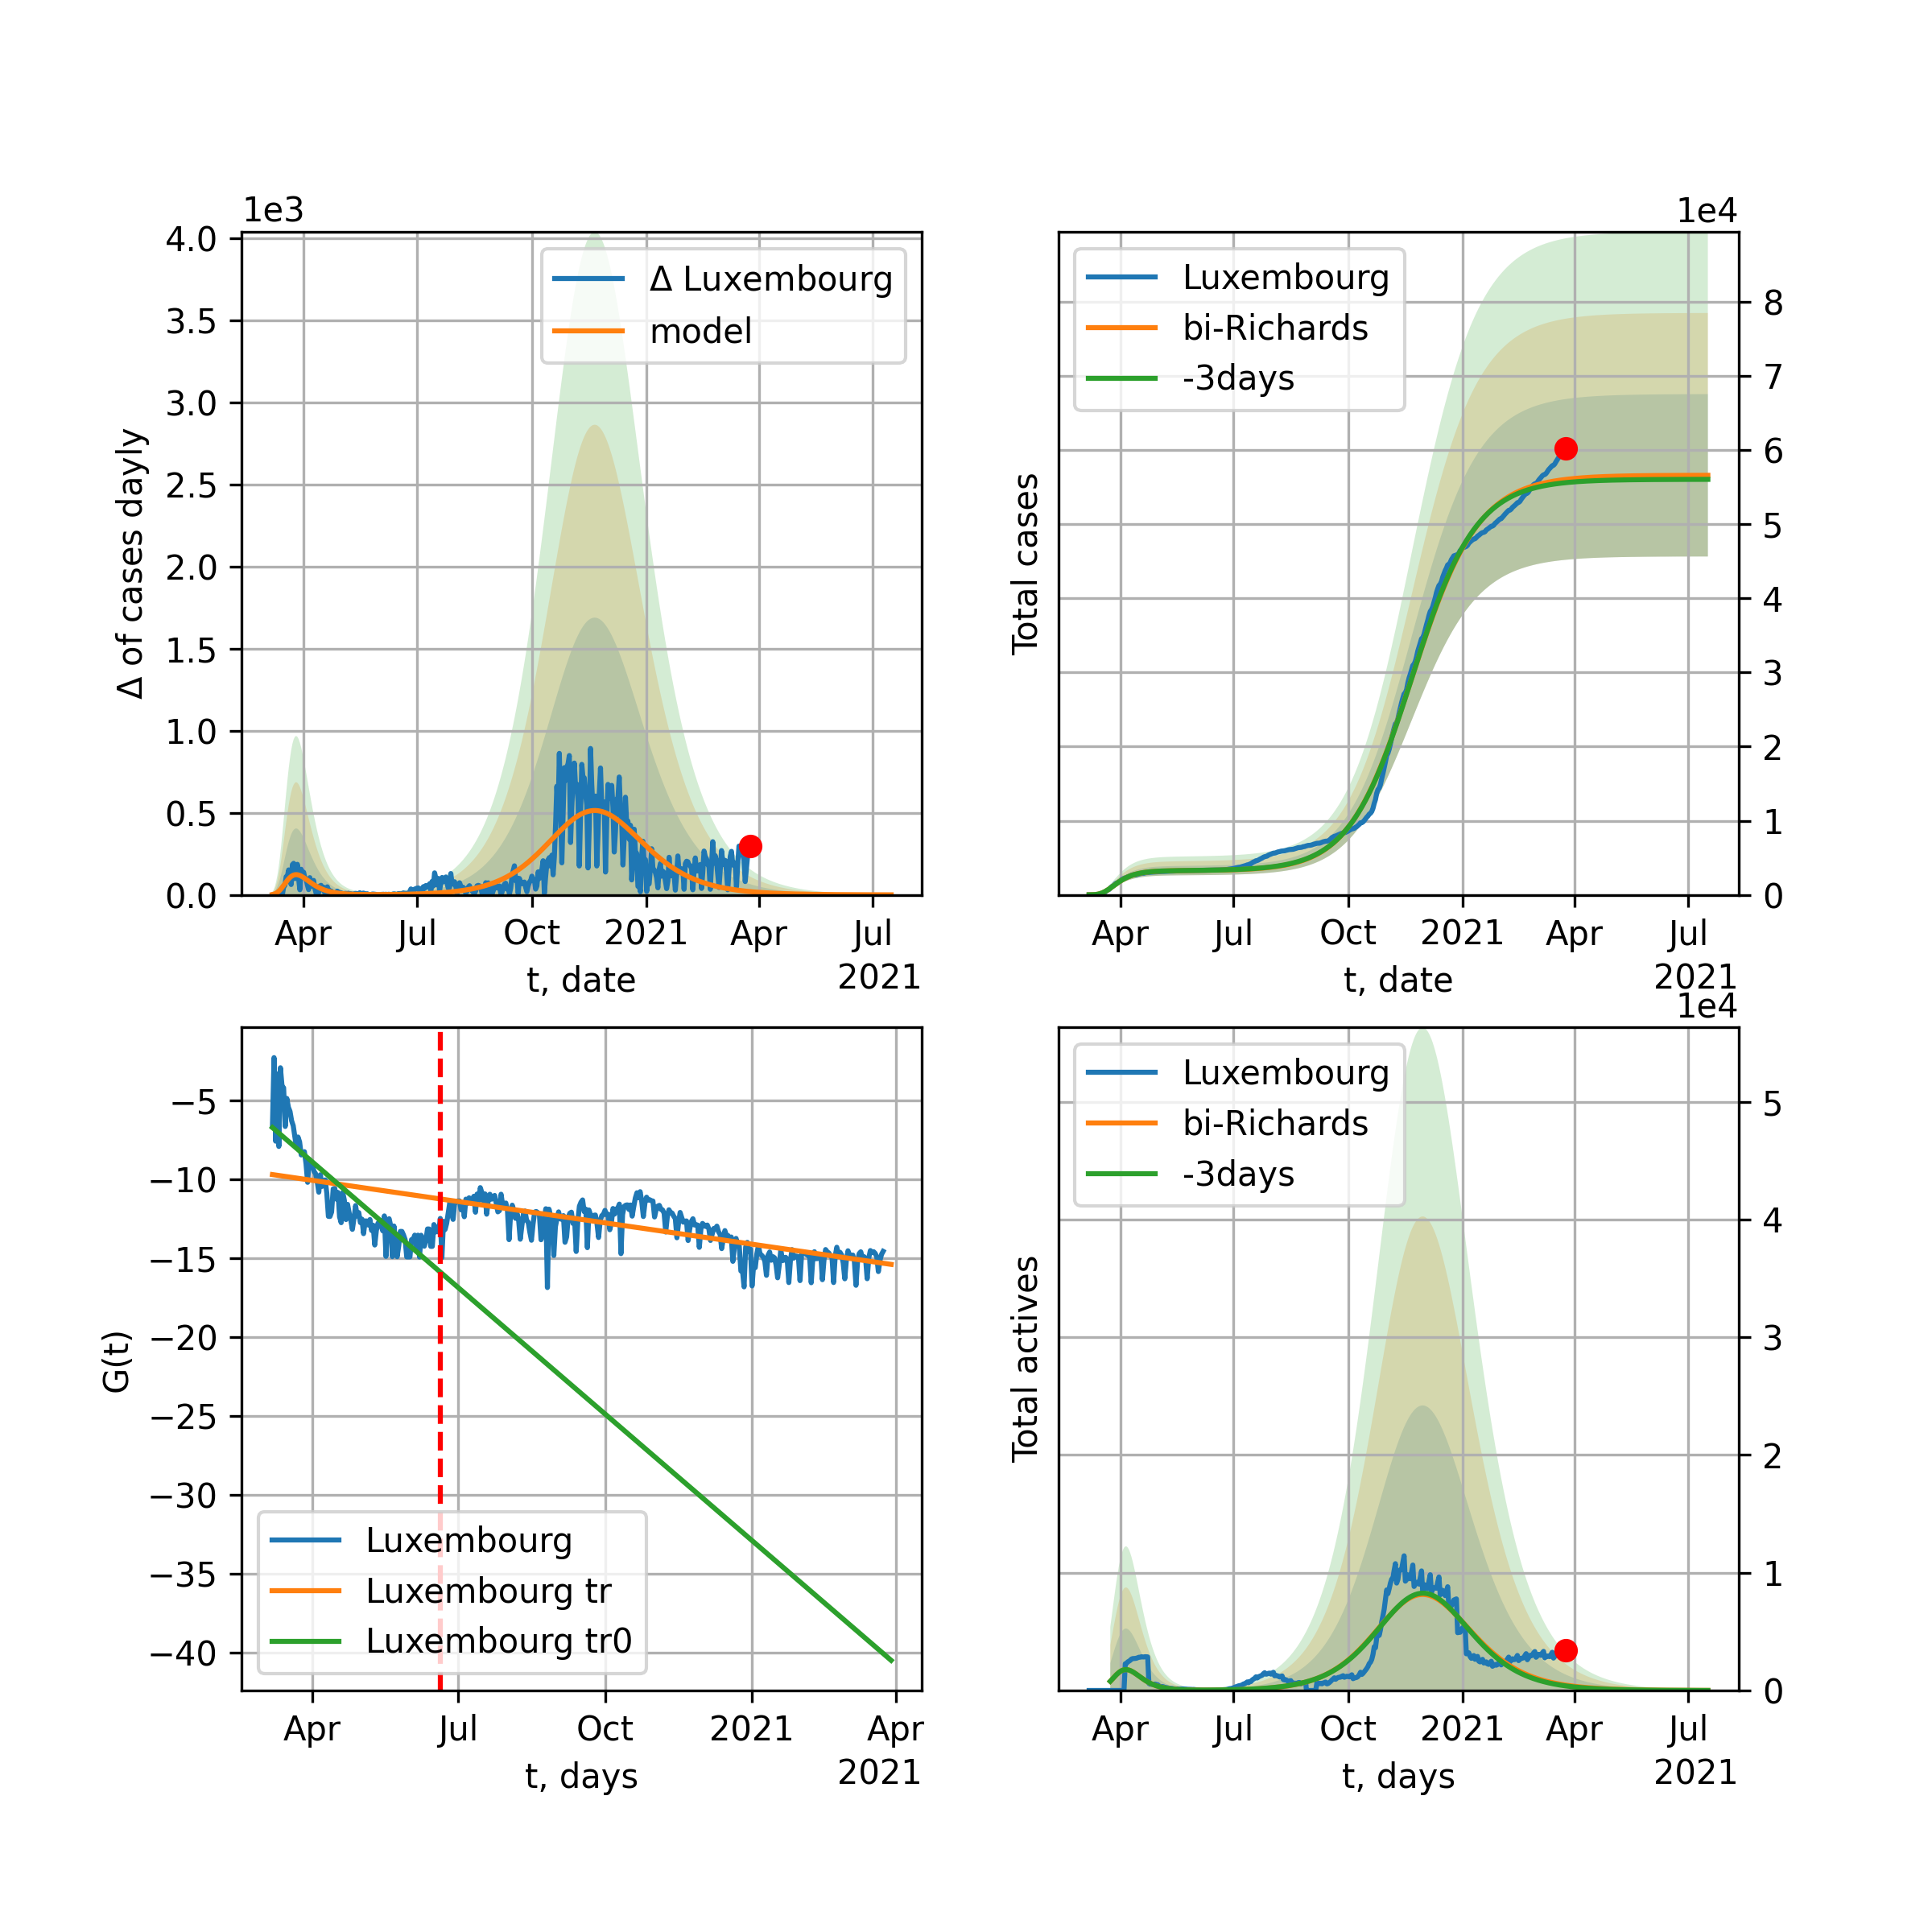 1e3
4.0
3.5
3.0
2.5
2.0
1.5
1.0
0.5
0.0
Δ of cases dayly
Δ Luxembourg
model
Apr
Jul
Oct
2021
Apr
Jul
t, date
2021
1e4
Total cases
Luxembourg
bi-Richards
-3days
8
7
6
5
4
3
2
1
0
Apr
Jul
Oct
2021
Apr
Jul
t, date
2021
−5
−10
−15
−20
−25
−30
−35
−40
G(t)
Luxembourg
Luxembourg tr
Luxembourg tr0
Apr
Jul
Oct
2021
Apr
t, days
2021
1e4
Total actives
Luxembourg
bi-Richards
-3days
5
4
3
2
1
0
Apr
Jul
Oct
2021
Apr
Jul
t, days
2021